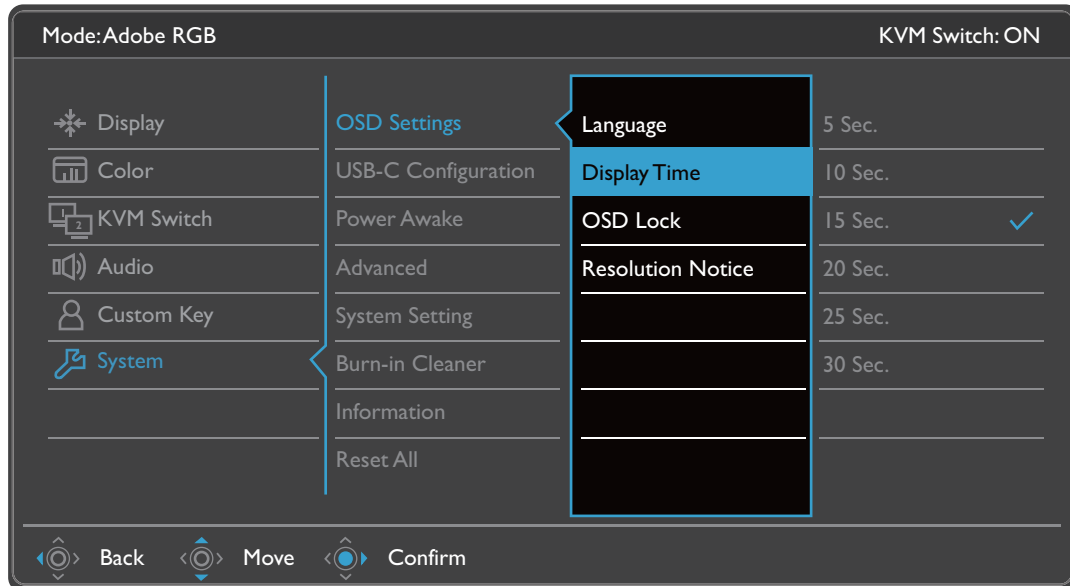 Mode: Adobe RGB
KVM Switch: ON
Display
Color
1
2
KVM Switch
Audio
Custom Key
System
OSD Settings
USB-C Configuration
Power Awake
Advanced
System Setting
Burn-in Cleaner
Information
Reset All
Language
Display Time
OSD Lock
Resolution Notice
5 Sec.
10 Sec.
15 Sec.
20 Sec.
25 Sec.
30 Sec.
Back
Move
Confirm